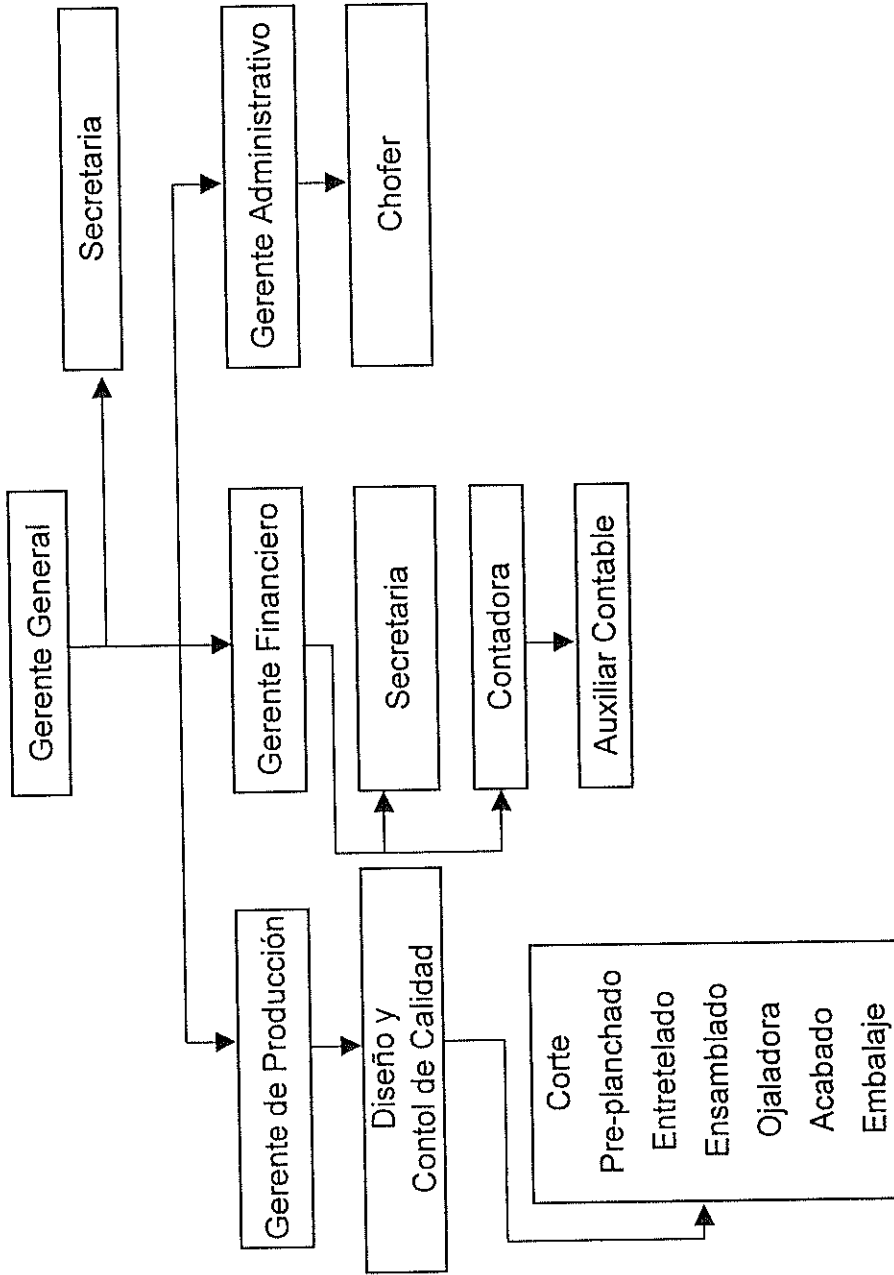 Gerente General
Secretaria
Gerente de Producción
Gerente Financiero
Gerente Administrativo
Diseño y
Contol de Calidad
Secretaria
Chofer
Contadora
Auxiliar Contable
Corte
Pre-planchado
Entretelado
Ensamblado
Ojaladora
Acabado
Embalaje